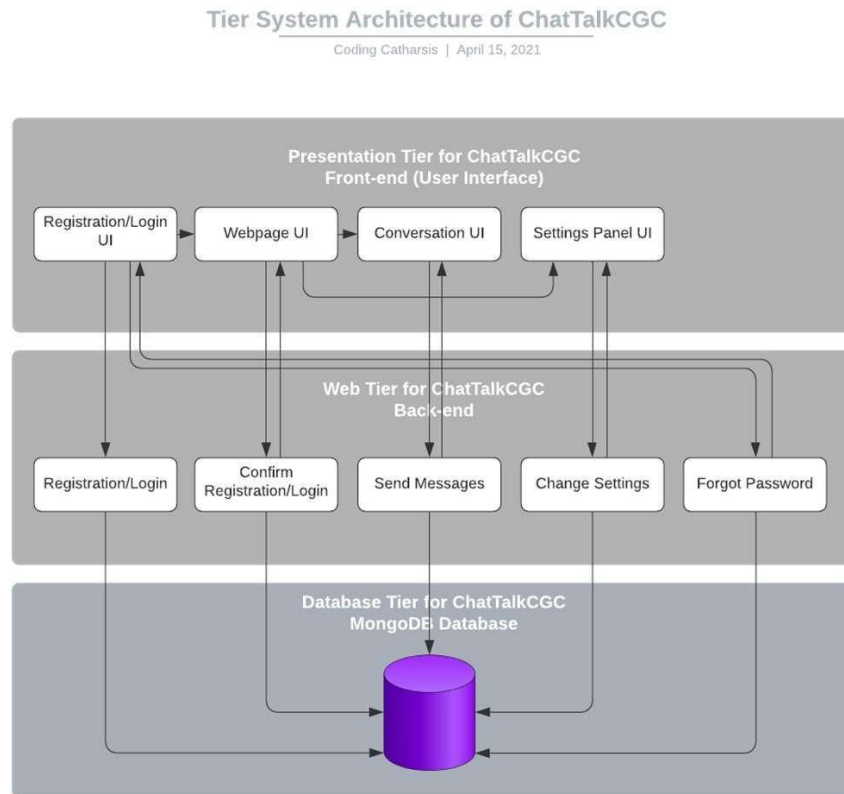 Tier System Architecture of ChatTalkCGC
Coding Catharsis | April 15, 2021
Presentation Tier for ChatTalkCGC
Front-end (User Interface)
Registration/Login
UI
Webpage UI
Conversation UI
Settings Panel UI
Web Tier for ChatTalkCGC
Back-end
Registration/Login
Confirm
Registration/Login
Send Messages
Change Settings
Forgot Password
Database Tier for ChatTalkCGC
MongoDB Database